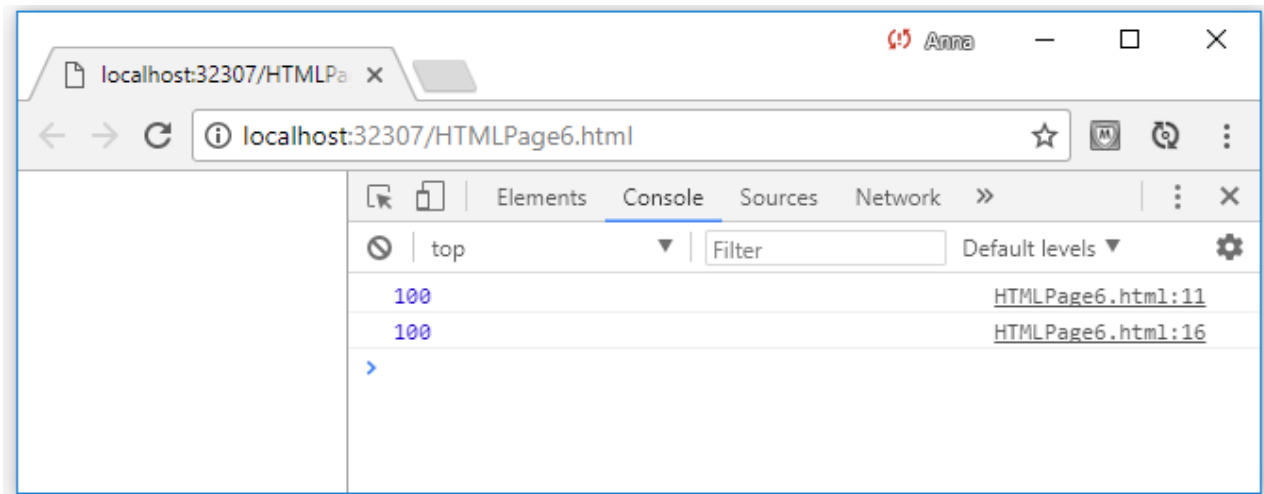 Anna
localhost:32307/HTMLPa
localhost:32307/HTMLPage6.html
Elements Console Sources Network »
top Filter Default levels
100 HTMLPage6.html:11
100 HTMLPage6.html:16